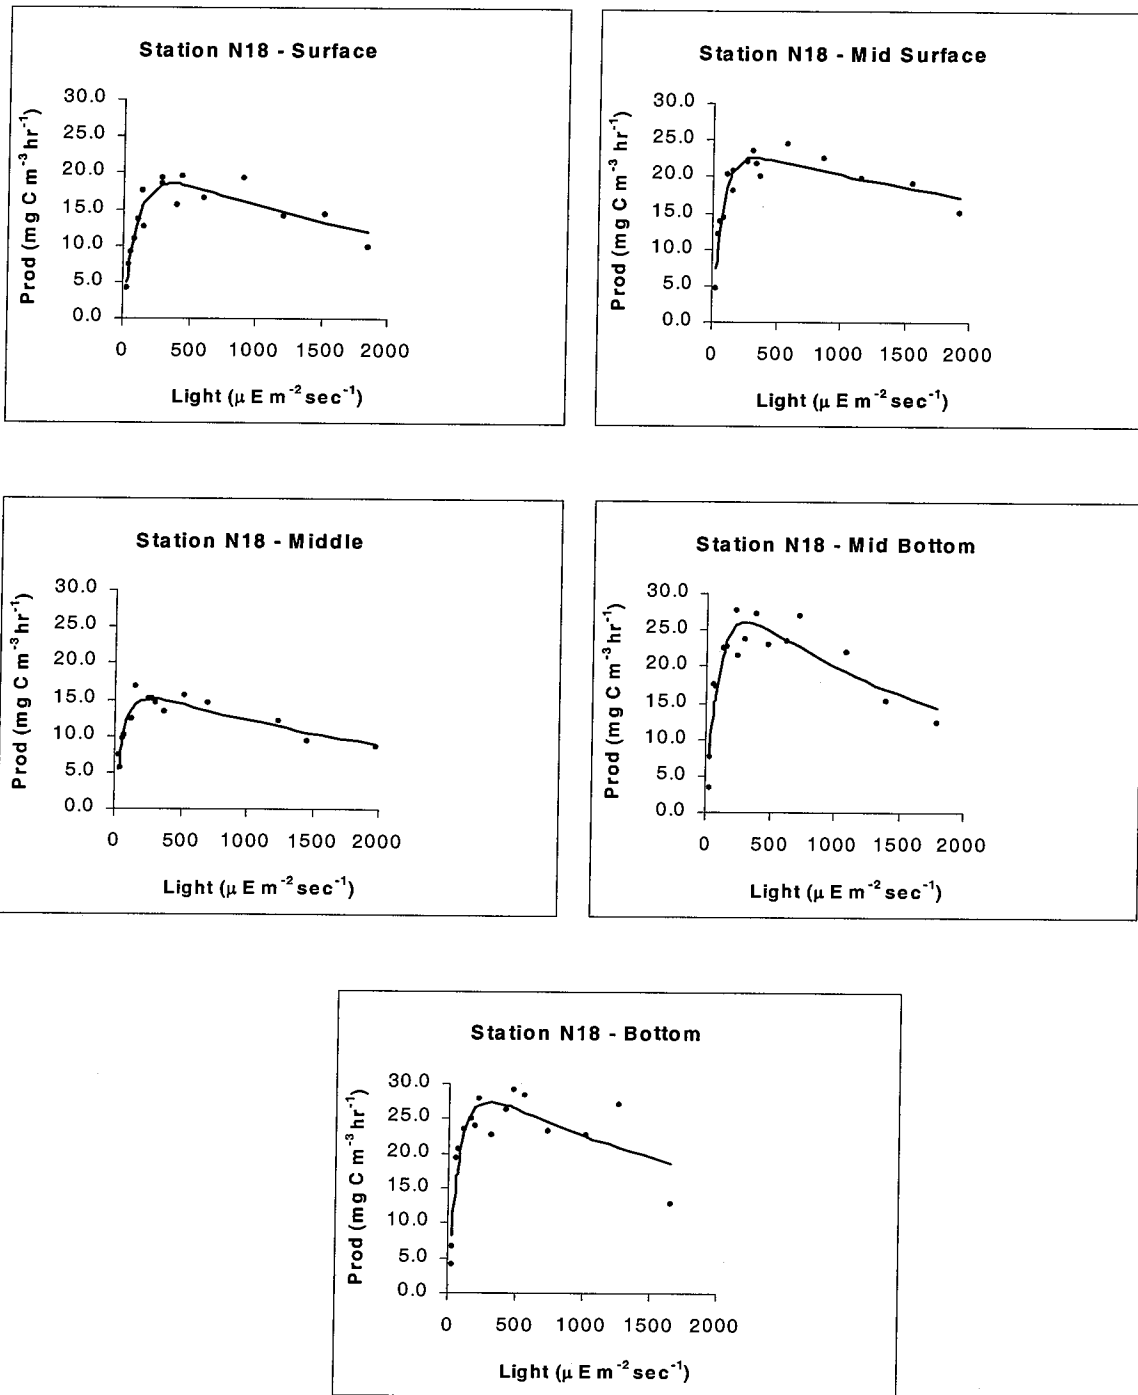 Station N18 - Surface
Prod (mg C m⁻³ hr⁻¹)
30.0
25.0
20.0
15.0
10.0
5.0
0.0
0 500 1000 1500 2000
Light (μ E m⁻² sec⁻¹)
Station N18 - Mid Surface
Prod (mg C m⁻³ hr⁻¹)
30.0
25.0
20.0
15.0
10.0
5.0
0.0
0 500 1000 1500 2000
Light (μ E m⁻² sec⁻¹)
Station N18 - Middle
Prod (mg C m⁻³ hr⁻¹)
30.0
25.0
20.0
15.0
10.0
5.0
0.0
0 500 1000 1500 2000
Light (μ E m⁻² sec⁻¹)
Station N18 - Mid Bottom
Prod (mg C m⁻³ hr⁻¹)
30.0
25.0
20.0
15.0
10.0
5.0
0.0
0 500 1000 1500 2000
Light (μ E m⁻² sec⁻¹)
Station N18 - Bottom
Prod (mg C m⁻³ hr⁻¹)
30.0
25.0
20.0
15.0
10.0
5.0
0.0
0 500 1000 1500 2000
Light (μ E m⁻² sec⁻¹)